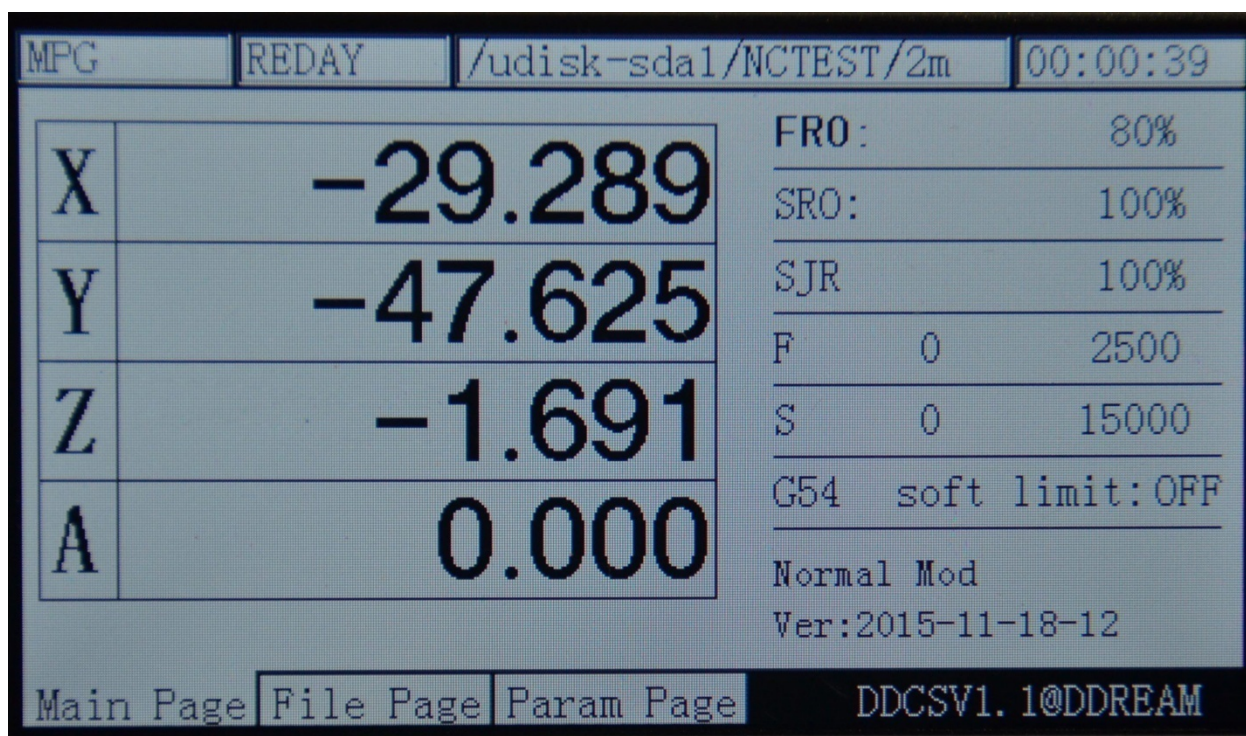 MPG REDAY /udisk-sda1/NCTEST/2m 00:00:39
X -29.289
Y -47.625
Z -1.691
A 0.000
FRO: 80%
SRO: 100%
SJR 100%
F 0 2500
S 0 15000
G54 soft limit:OFF
Normal Mod
Ver:2015-11-18-12
Main Page File Page Param Page DDCSV1.1@DDREAM